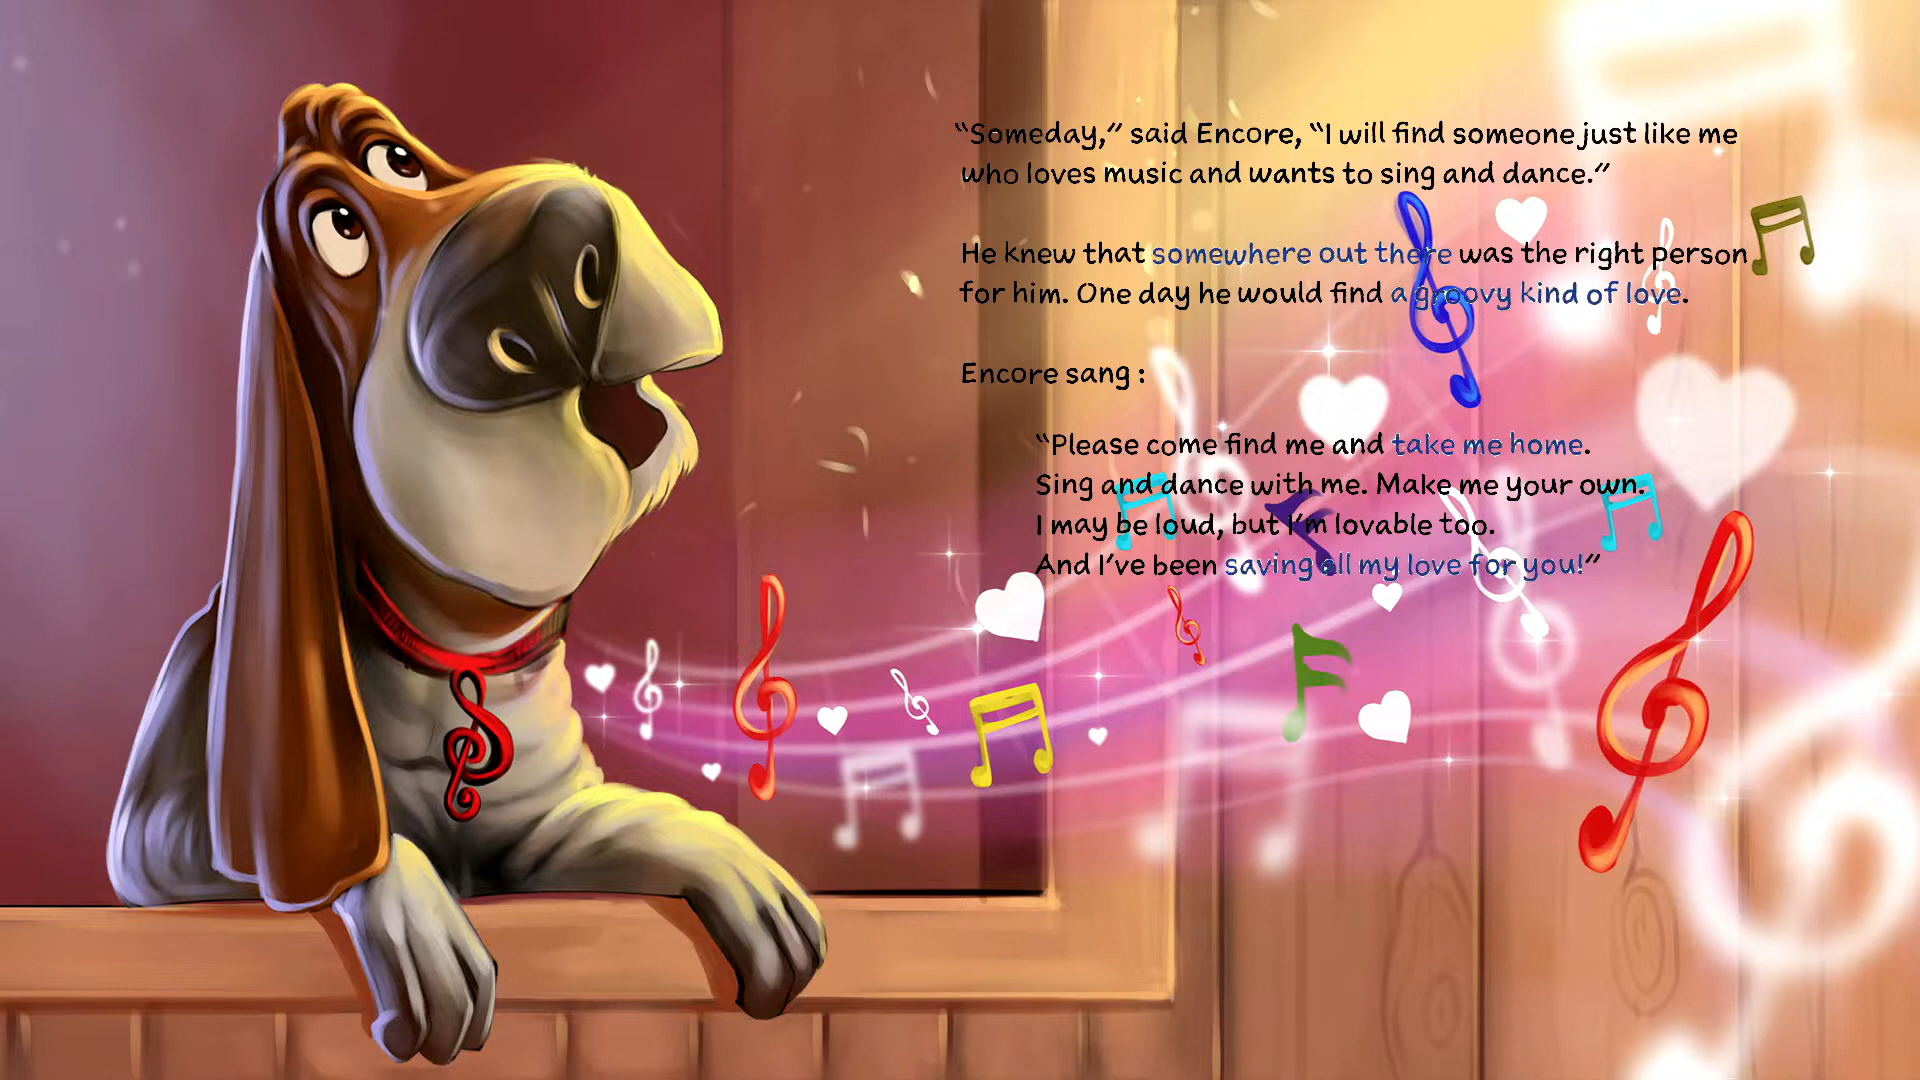 “Someday,” said Encore, “I will find someone just like me
who loves music and wants to sing and dance.”
He knew that somewhere out there was the right person
for him. One day he would find a groovy kind of love.
Encore sang :
“Please come find me and take me home.
Sing and dance with me. Make me your own.
I may be loud, but I’m lovable too.
And I’ve been saving all my love for you!”